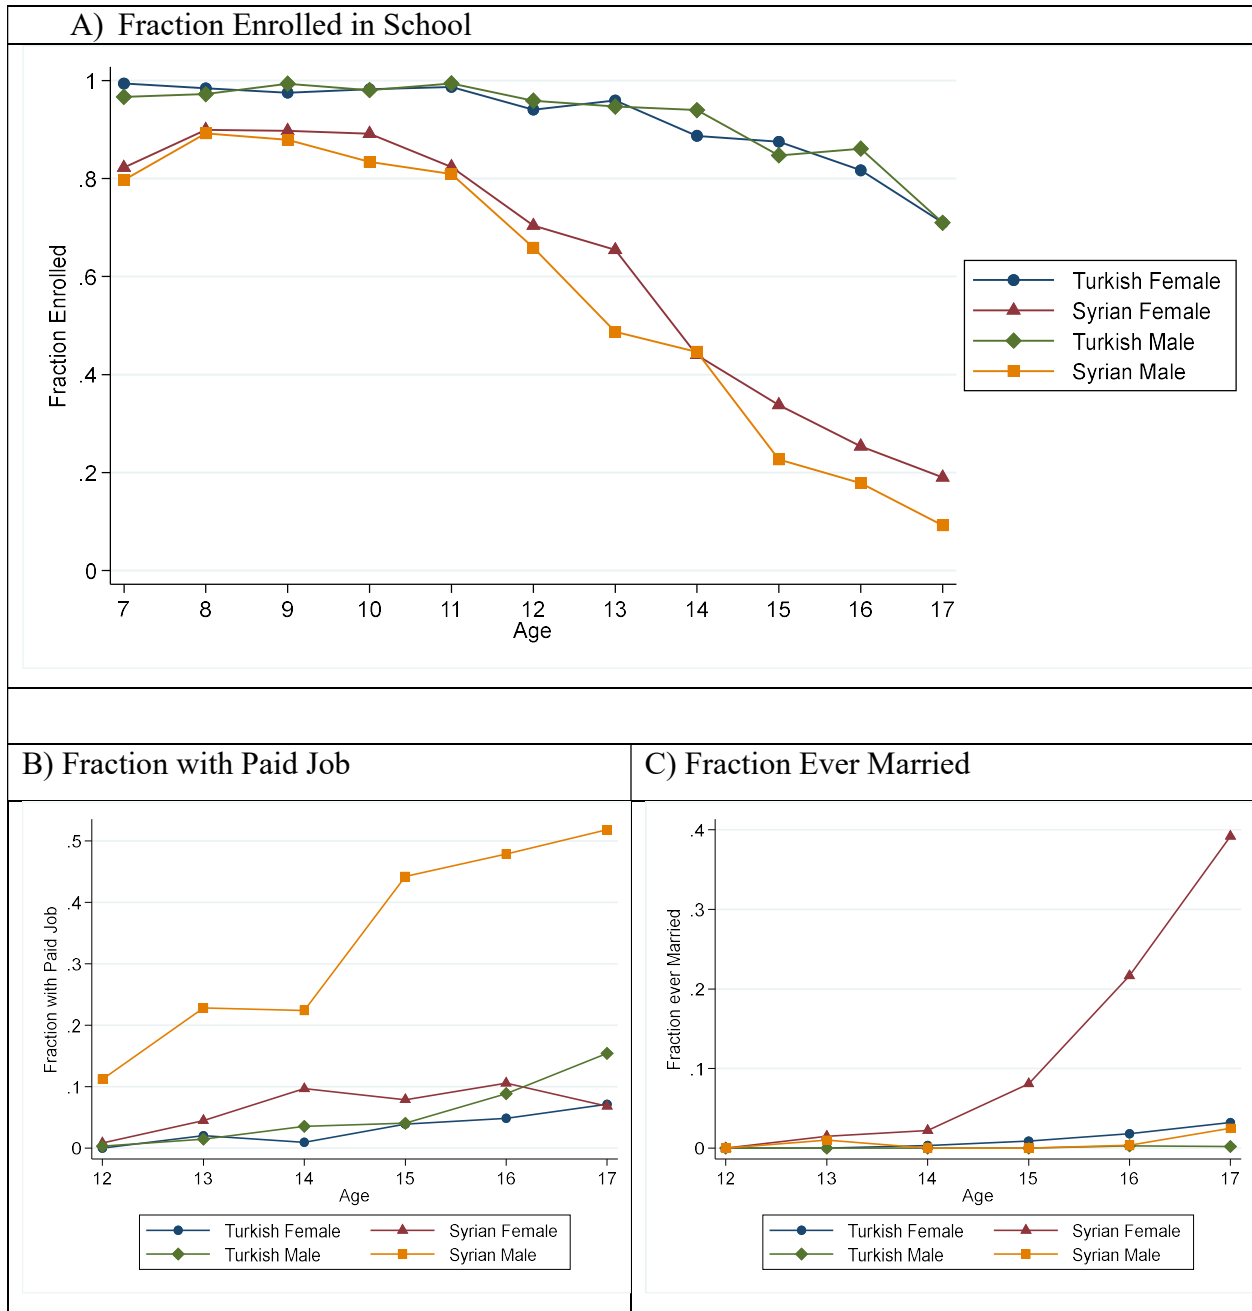 A) Fraction Enrolled in School
1
.8
.6
.4
.2
0
Fraction Enrolled
7 8 9 10 11 12 13 14 15 16 17
Age
Turkish Female
Syrian Female
Turkish Male
Syrian Male
B) Fraction with Paid Job
.5
.4
.3
.2
.1
0
Fraction with Paid Job
12 13 14 15 16 17
Age
Turkish Female Syrian Female
Turkish Male Syrian Male
C) Fraction Ever Married
.4
.3
.2
.1
0
Fraction ever Married
12 13 14 15 16 17
Age
Turkish Female Syrian Female
Turkish Male Syrian Male